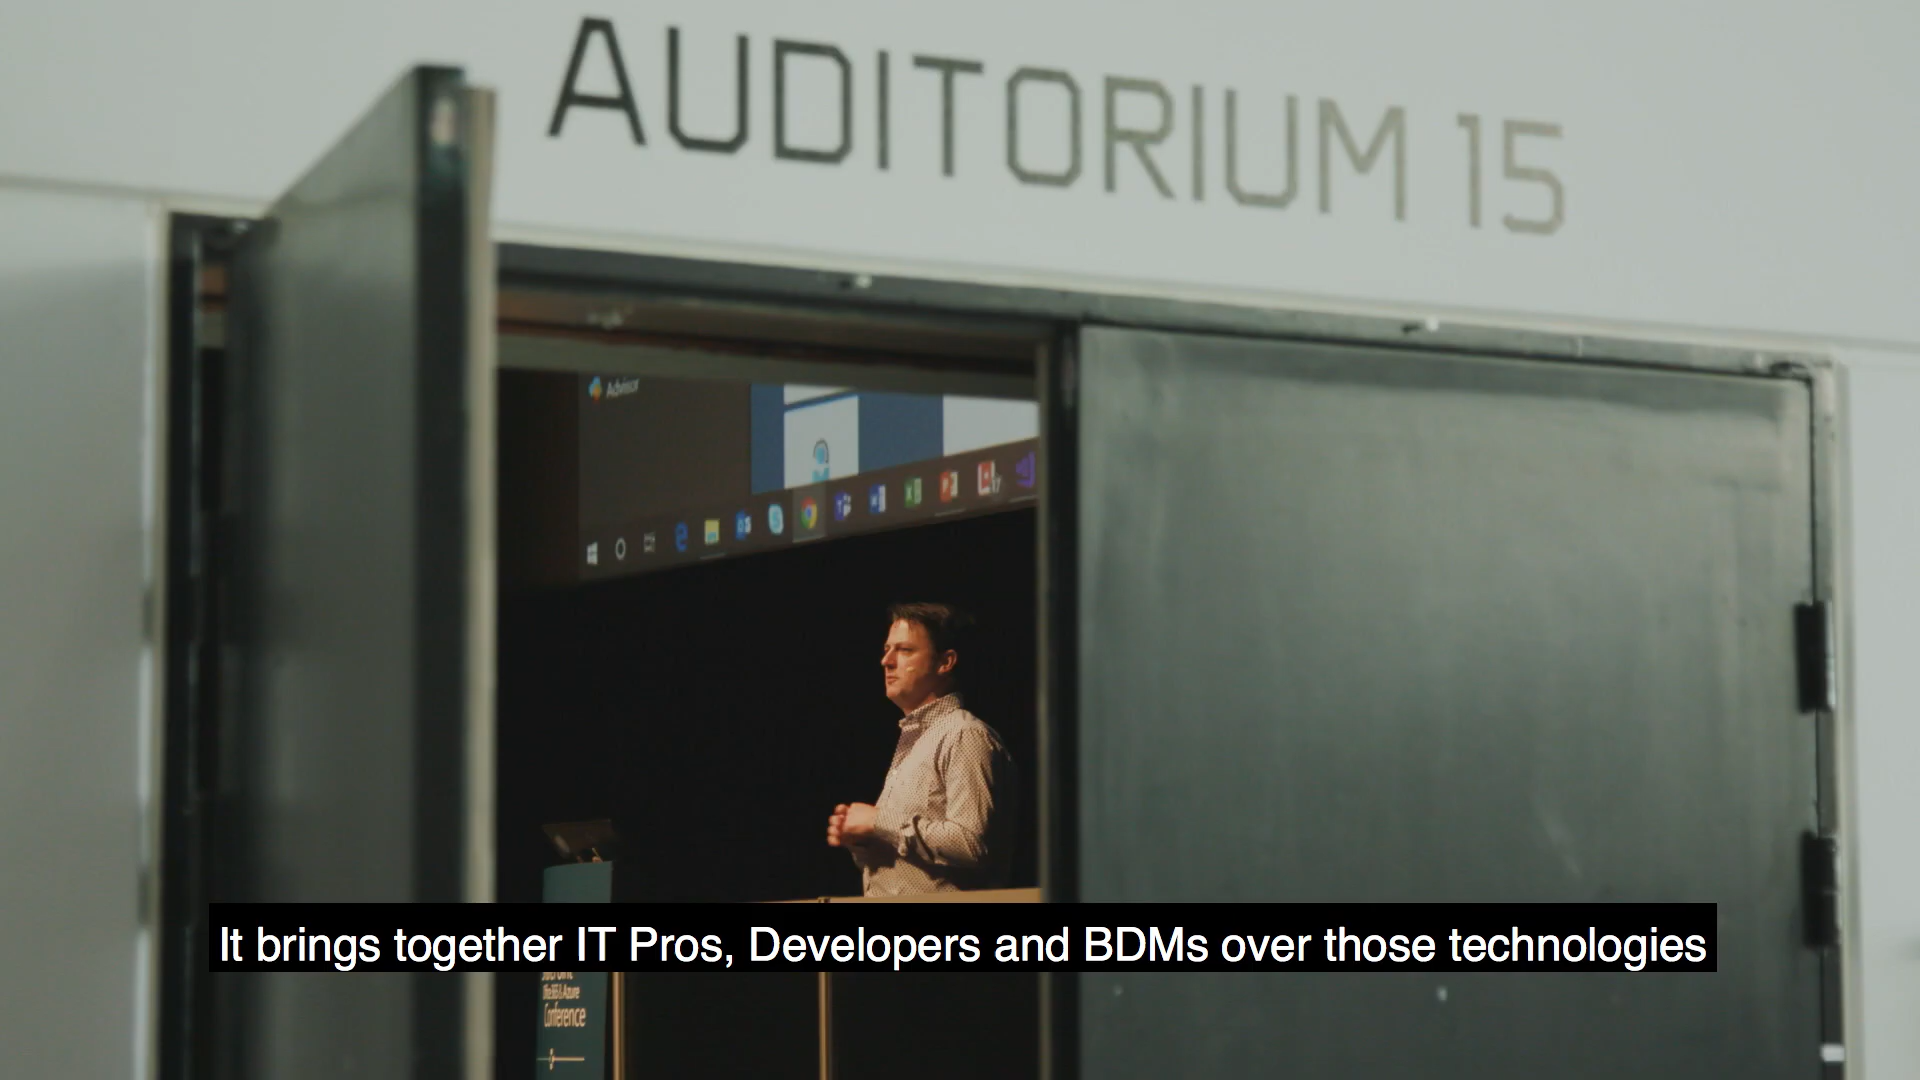 AUDITORIUM 15
Advisor
It brings together IT Pros, Developers and BDMs over those technologies
Conference